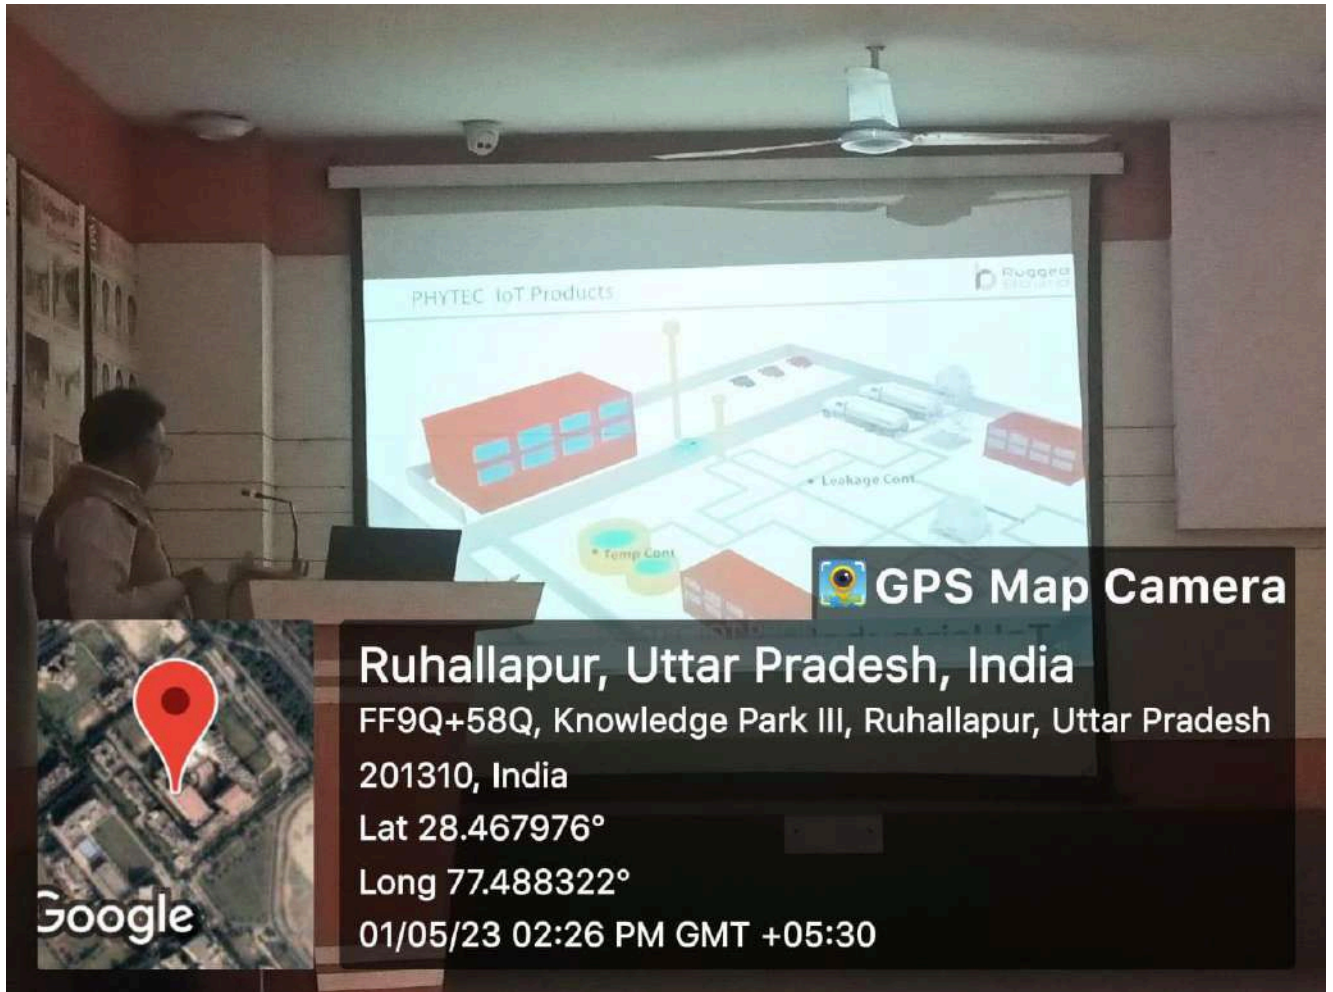 PHYTEC IoT Products
Rugged
Board
Leakage Cont
Temp Cont
GPS Map Camera
Ruhallapur, Uttar Pradesh, India
FF9Q+58Q, Knowledge Park III, Ruhallapur, Uttar Pradesh
201310, India
Lat 28.467976°
Long 77.488322°
01/05/23 02:26 PM GMT +05:30
Google